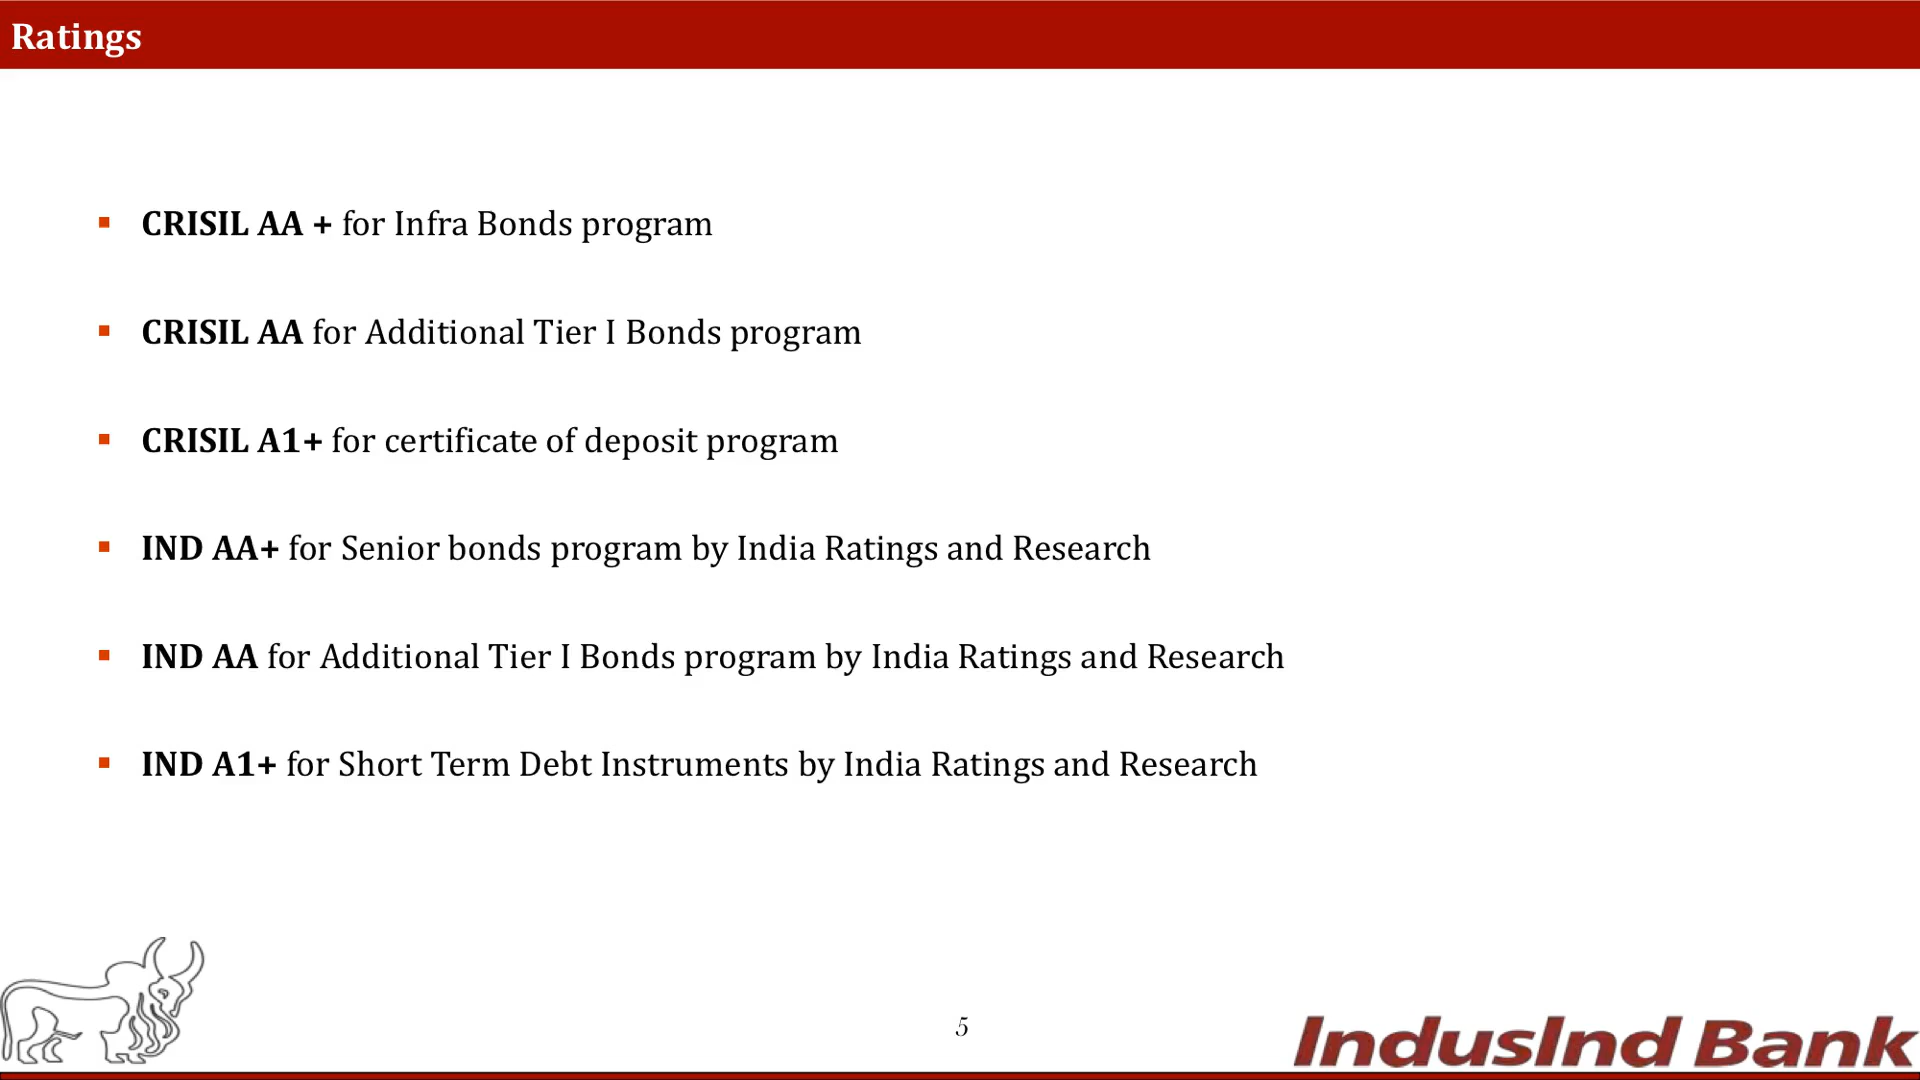 Ratings
▪ CRISIL AA + for Infra Bonds program
▪ CRISIL AA for Additional Tier I Bonds program
▪ CRISIL A1+ for certificate of deposit program
▪ IND AA+ for Senior bonds program by India Ratings and Research
▪ IND AA for Additional Tier I Bonds program by India Ratings and Research
▪ IND A1+ for Short Term Debt Instruments by India Ratings and Research
5
IndusInd Bank